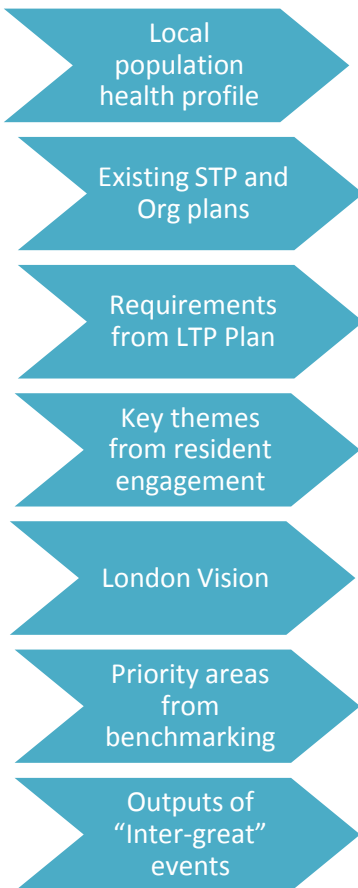 Local
population
health profile
Existing STP and
Org plans
Requirements
from LTP Plan
Key themes
from resident
engagement
London Vision
Priority areas
from
benchmarking
Outputs of
“Inter-great”
events